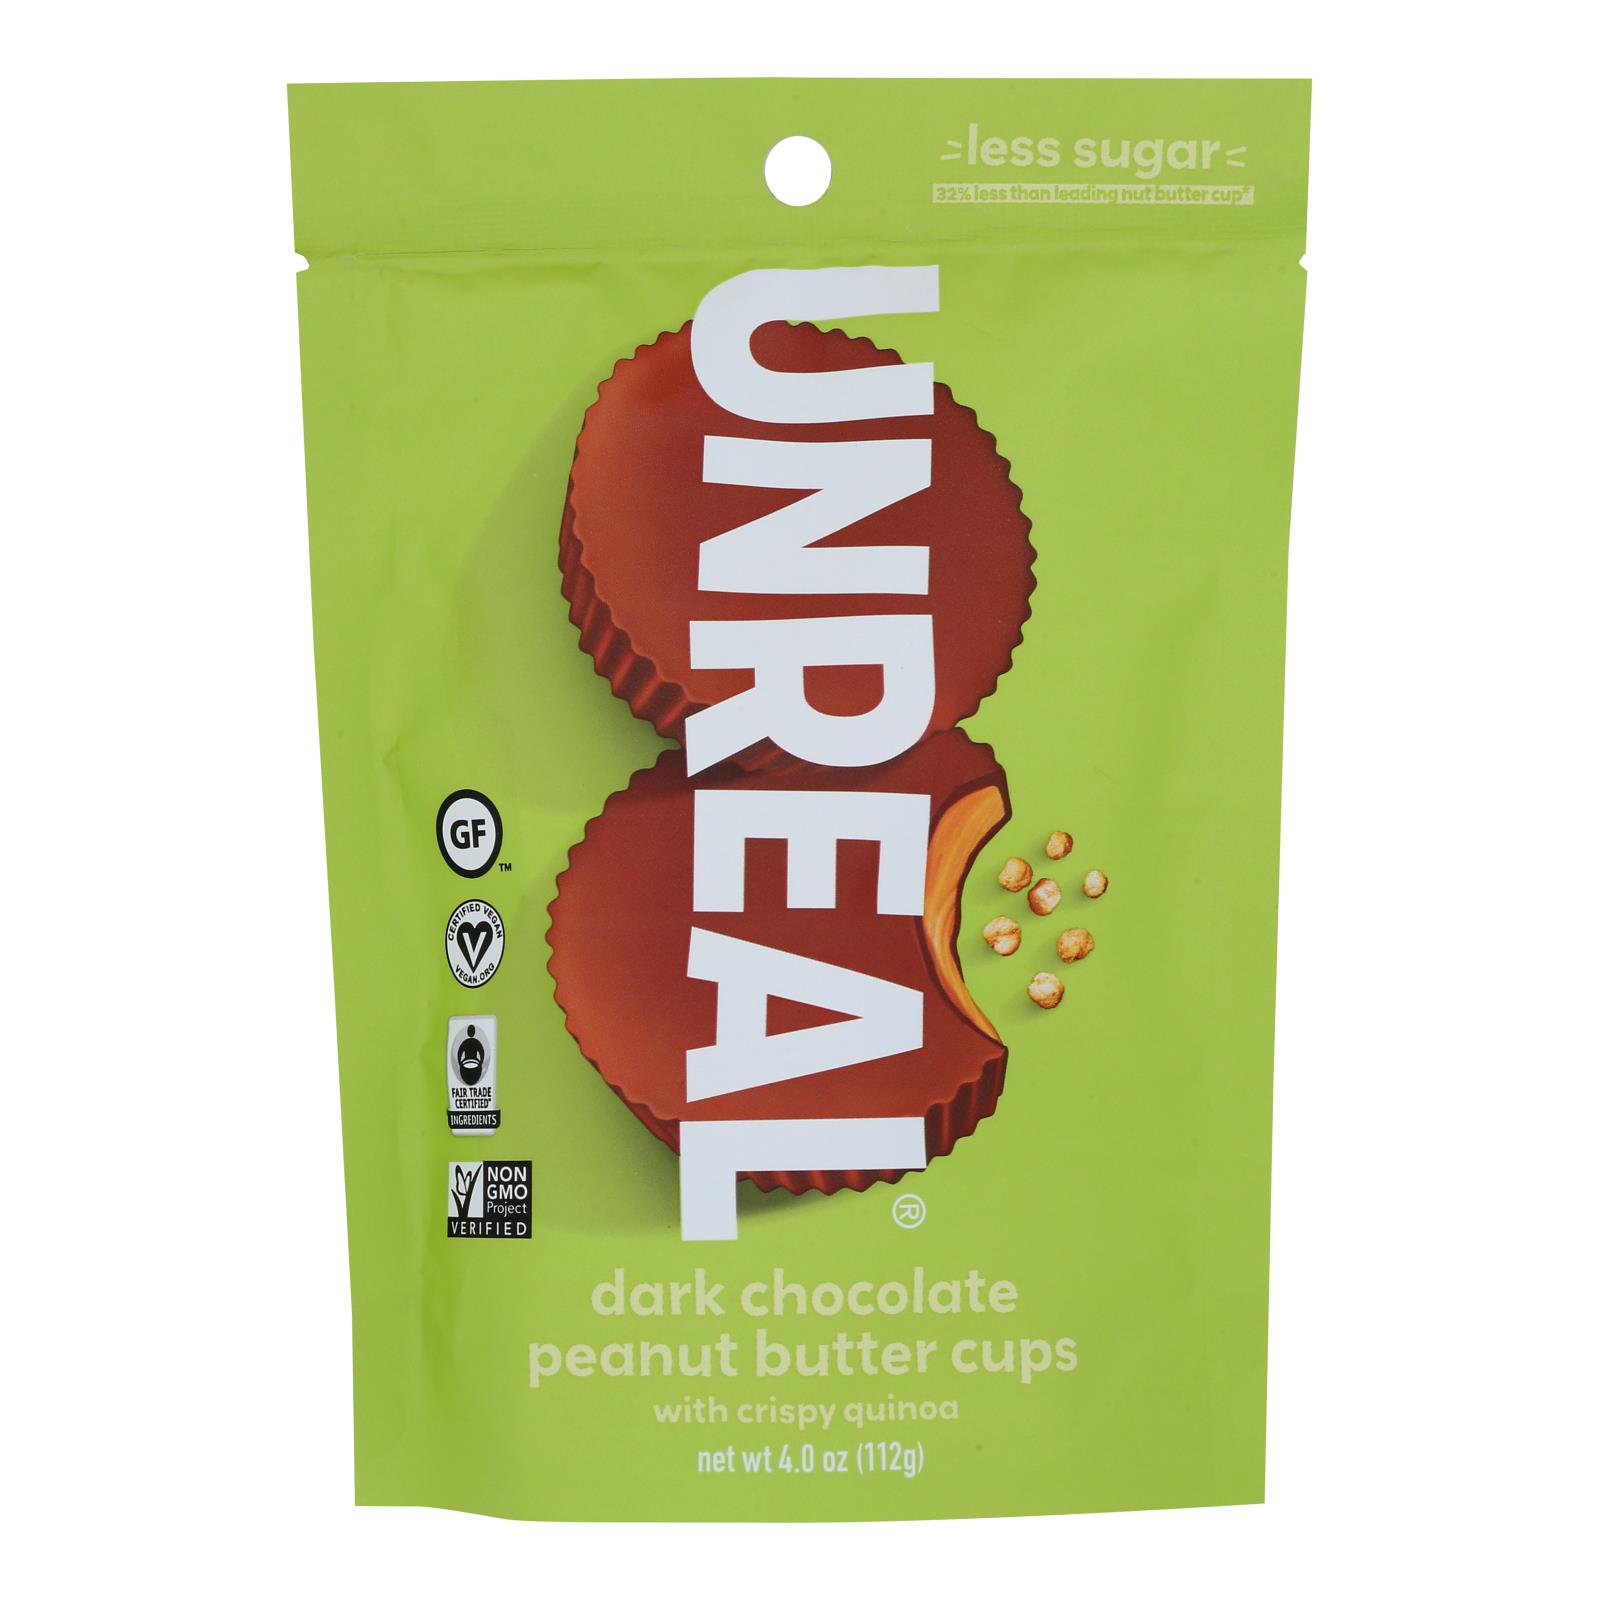 less sugar
32% less than leading nut butter cup*
UNREAL®
GF
TM
CERTIFIED VEGAN
VEGAN.ORG
FAIR TRADE
CERTIFIED™
INGREDIENTS
NON
GMO
Project
VERIFIED
dark chocolate
peanut butter cups
with crispy quinoa
net wt 4.0 oz (112g)